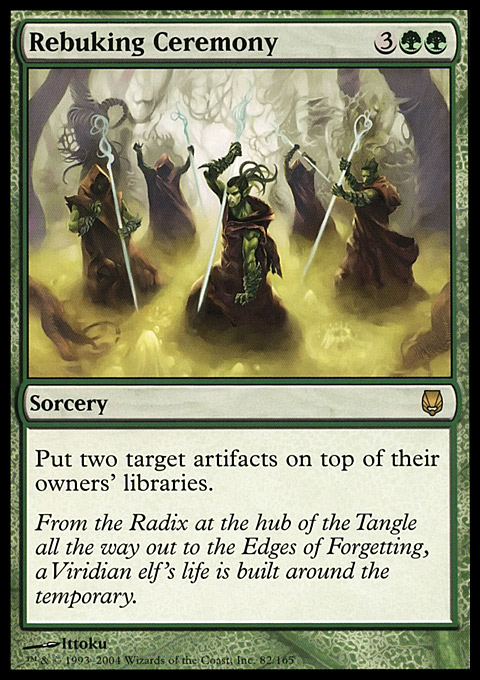 Rebuking Ceremony 3
Sorcery
Put two target artifacts on top of their
owners' libraries.
From the Radix at the hub of the Tangle
all the way out to the Edges of Forgetting,
a Viridian elf's life is built around the
temporary.
Ittoku
™ & © 1993–2004 Wizards of the Coast, Inc. 82/165